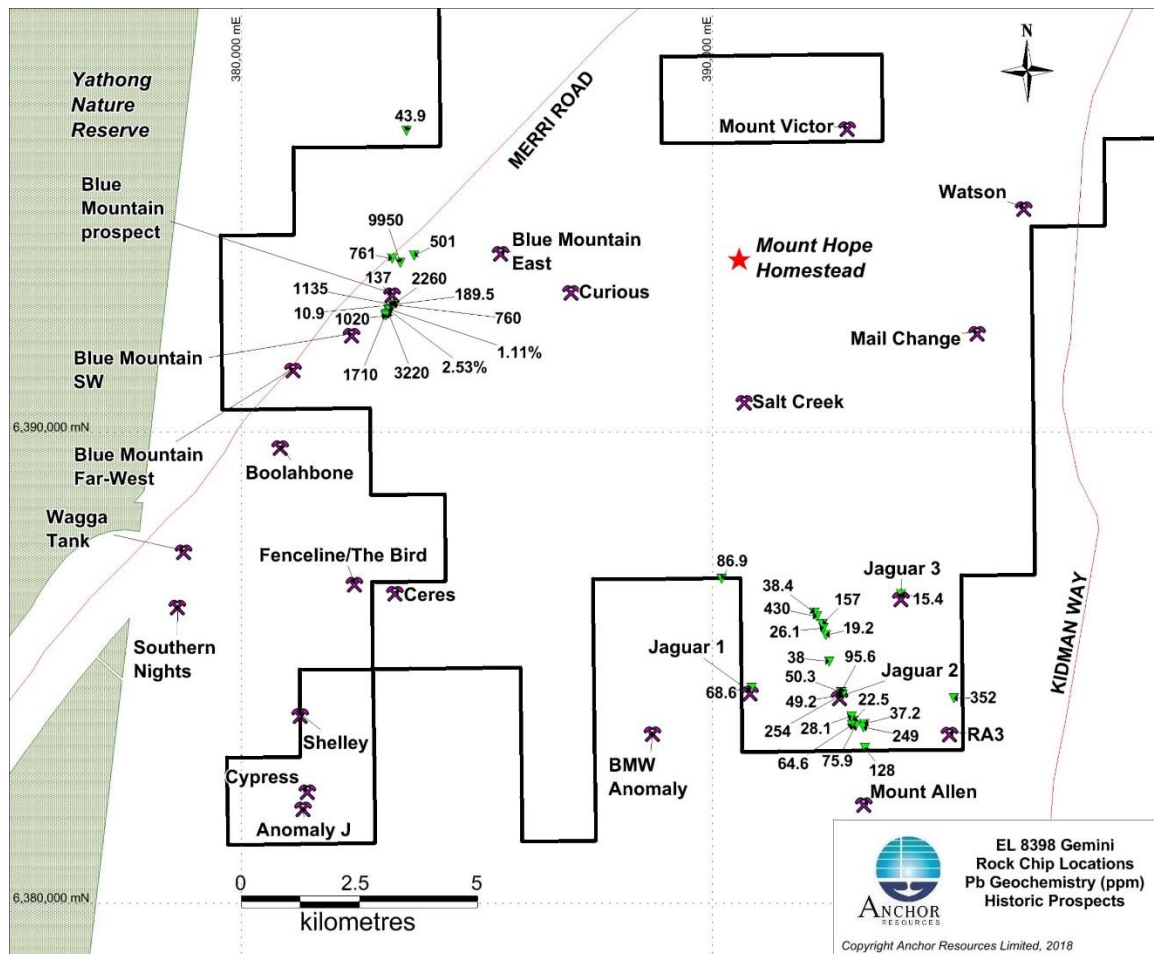 380,000 mE
390,000 mE
N
Yathong
Nature
Reserve
43.9
MERRI ROAD
Mount Victor
Blue
Mountain
prospect
Watson
9950
501
761
Blue Mountain
East
Mount Hope
Homestead
137
2260
1135
189.5
Curious
10.9
1020
760
Mail Change
1.11%
Blue Mountain
SW
1710
3220
2.53%
Salt Creek
6,390,000 mN
Blue Mountain
Far-West
Boolahbone
Wagga
Tank
Fenceline/The Bird
Ceres
86.9
Jaguar 3
38.4
157
15.4
430
26.1
19.2
KIDMAN WAY
Southern
Nights
Jaguar 1
38
95.6
50.3
Jaguar 2
68.6
49.2
22.5
352
254
28.1
37.2
249
RA3
Shelley
BMW
Anomaly
64.6
75.9
128
Cypress
Mount Allen
Anomaly J
0
2.5
5
kilometres
6,380,000 mN
ANCHOR
RESOURCES
EL 8398 Gemini
Rock Chip Locations
Pb Geochemistry (ppm)
Historic Prospects
Copyright Anchor Resources Limited, 2018